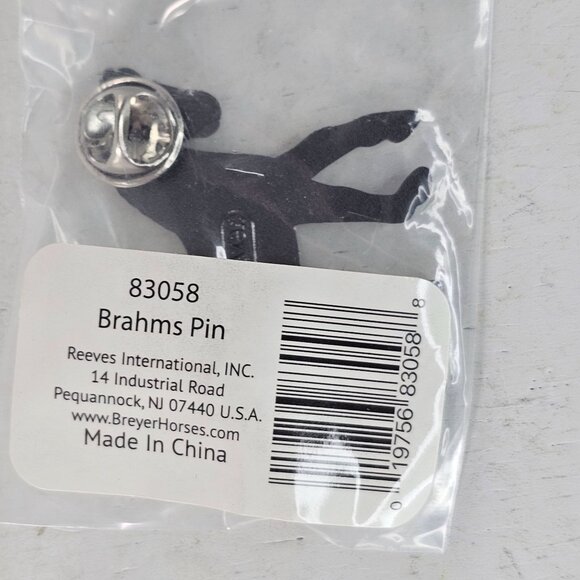 83058
Brahms Pin
Reeves International, INC.
14 Industrial Road
Pequannock, NJ 07440 U.S.A.
www.BreyerHorses.com
Made In China
0 19756 83058 8